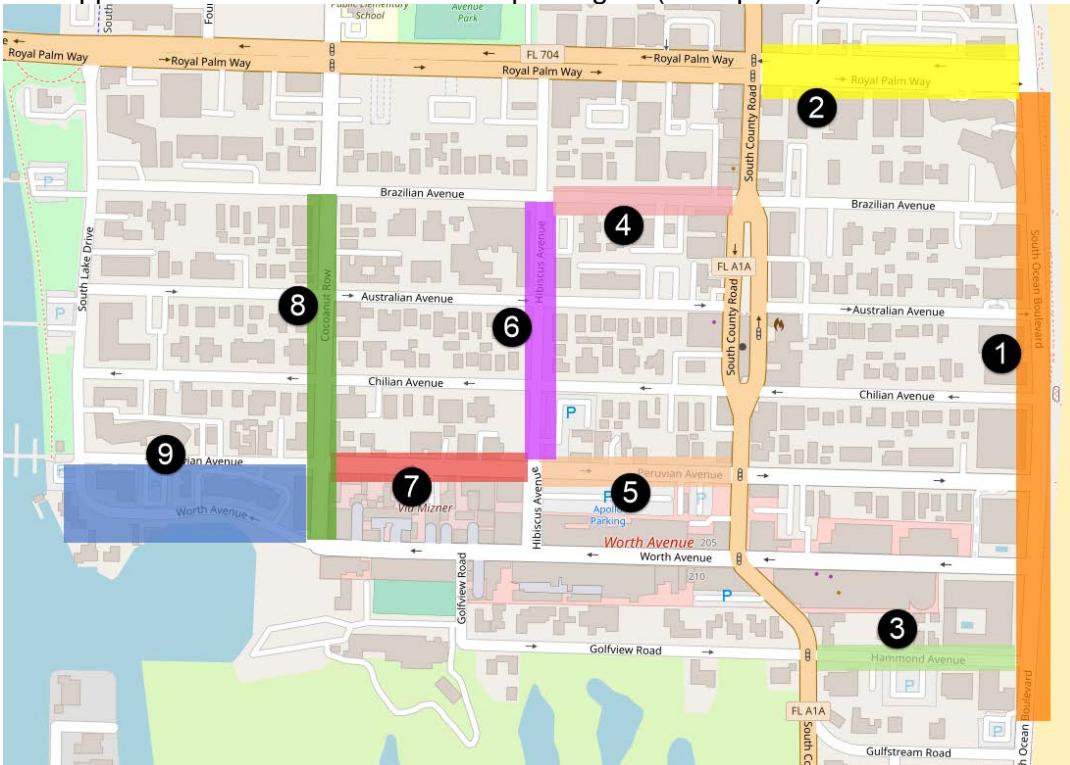 School
Avenue
Park
South
Royal Palm Way
Royal Palm Way
FL 704
Royal Palm Way
Royal Palm Way
Royal Palm Way
2
South County Road
P
Brazilian Avenue
4
Brazilian Avenue
South Lake Drive
Cocoanut Row
Hibiscus Avenue
FL A1A
South Ocean Boulevard
8
Australian Avenue
6
Australian Avenue
P
South County Road
1
Chilian Avenue
Chilian Avenue
P
9
7
Via Mizner
Peruvian Avenue
5
P
P
Apollo
Parking
Worth Avenue
Hibiscus Avenue
Worth Avenue
205
Worth Avenue
210
P
Golfview Road
3
Golfview Road
Hammond Avenue
P
FL A1A
P
Gulfstream Road